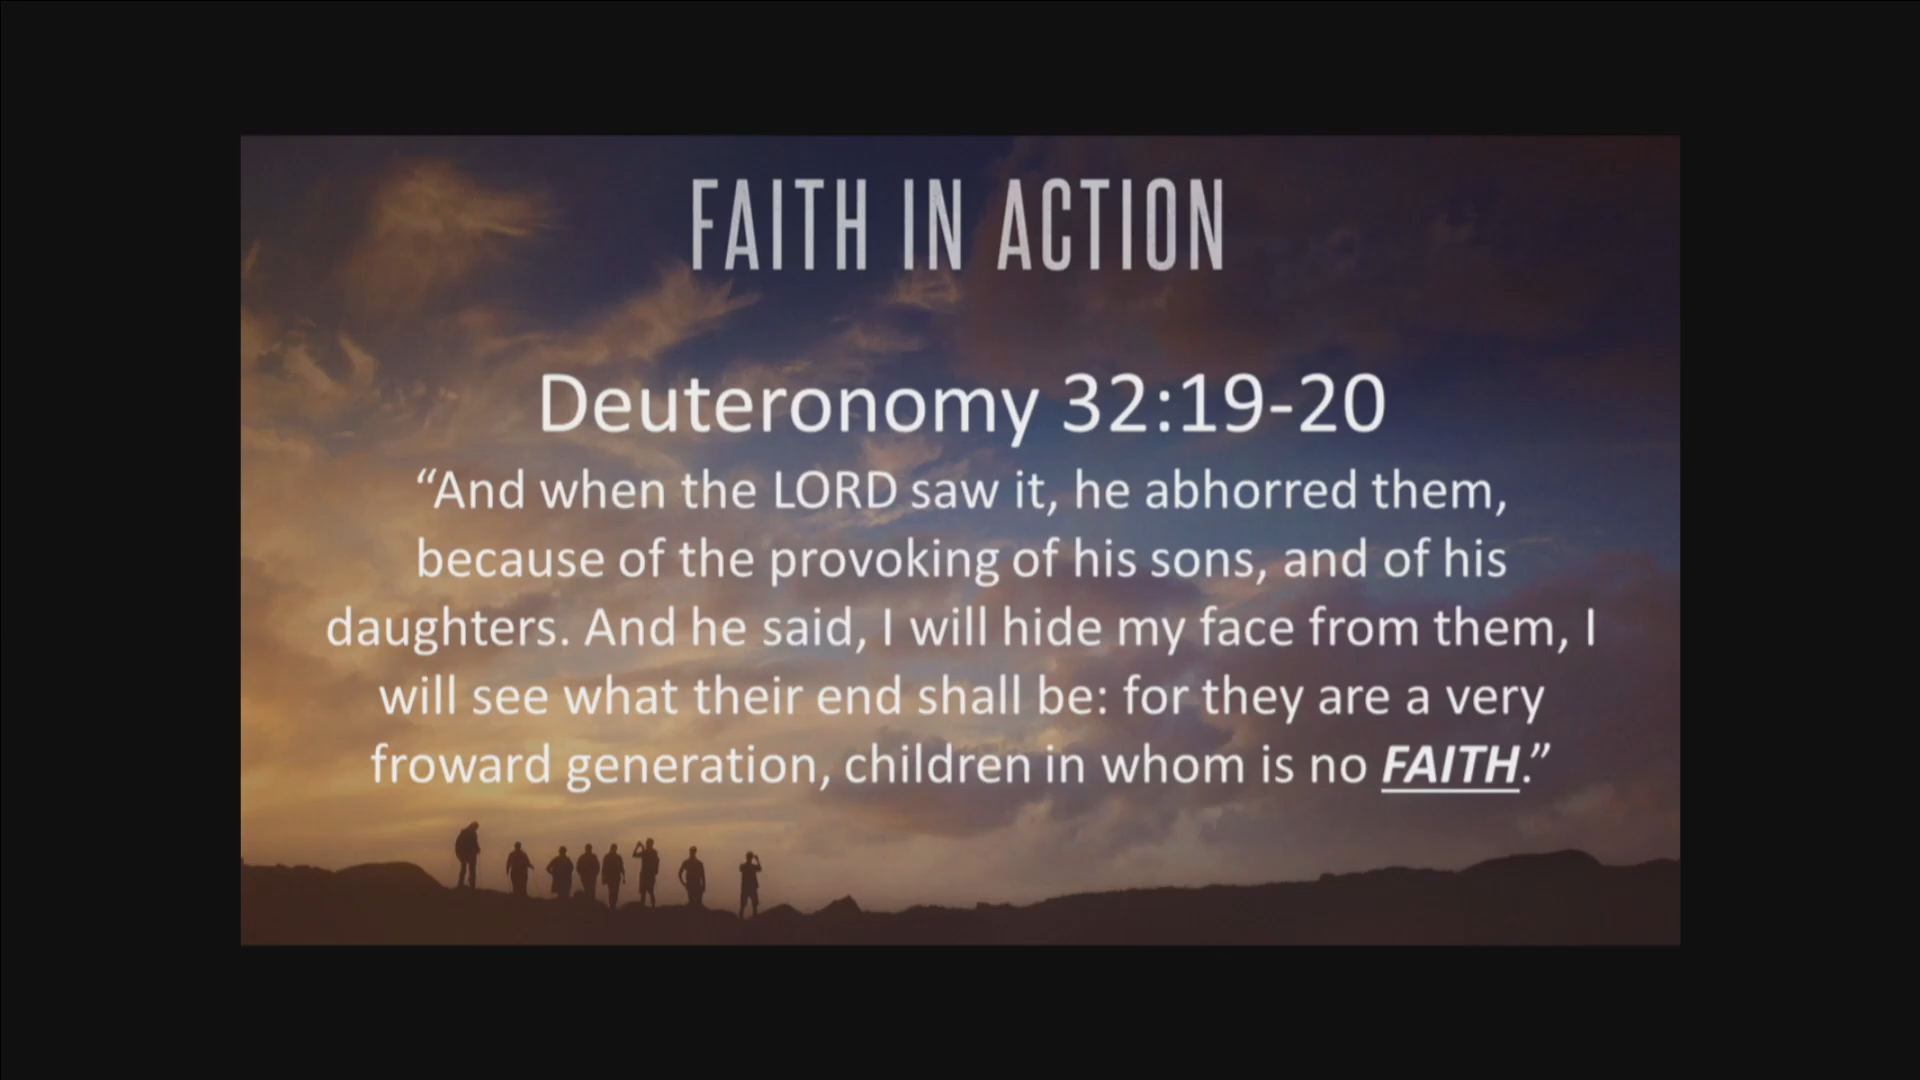 FAITH IN ACTION
Deuteronomy 32:19-20
“And when the LORD saw it, he abhorred them,
because of the provoking of his sons, and of his
daughters. And he said, I will hide my face from them, I
will see what their end shall be: for they are a very
froward generation, children in whom is no FAITH.”